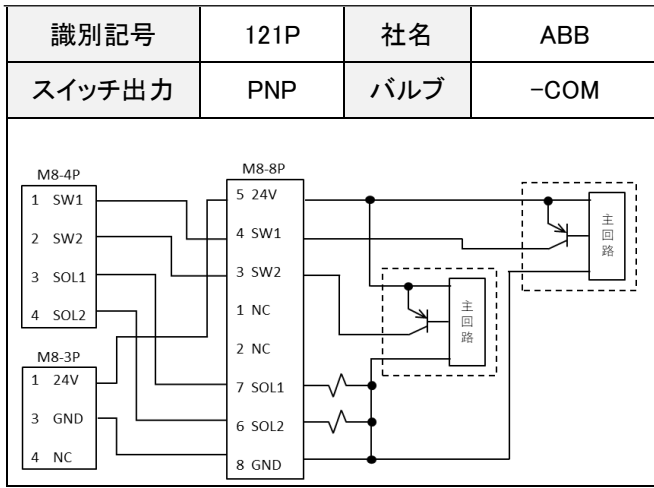 識別記号 121P 社名 ABB
スイッチ出力 PNP バルブ -COM
M8-4P
1 SW1
2 SW2
3 SOL1
4 SOL2
M8-3P
1 24V
3 GND
4 NC
M8-8P
5 24V
4 SW1
3 SW2
1 NC
2 NC
7 SOL1
6 SOL2
8 GND
主回路
主回路